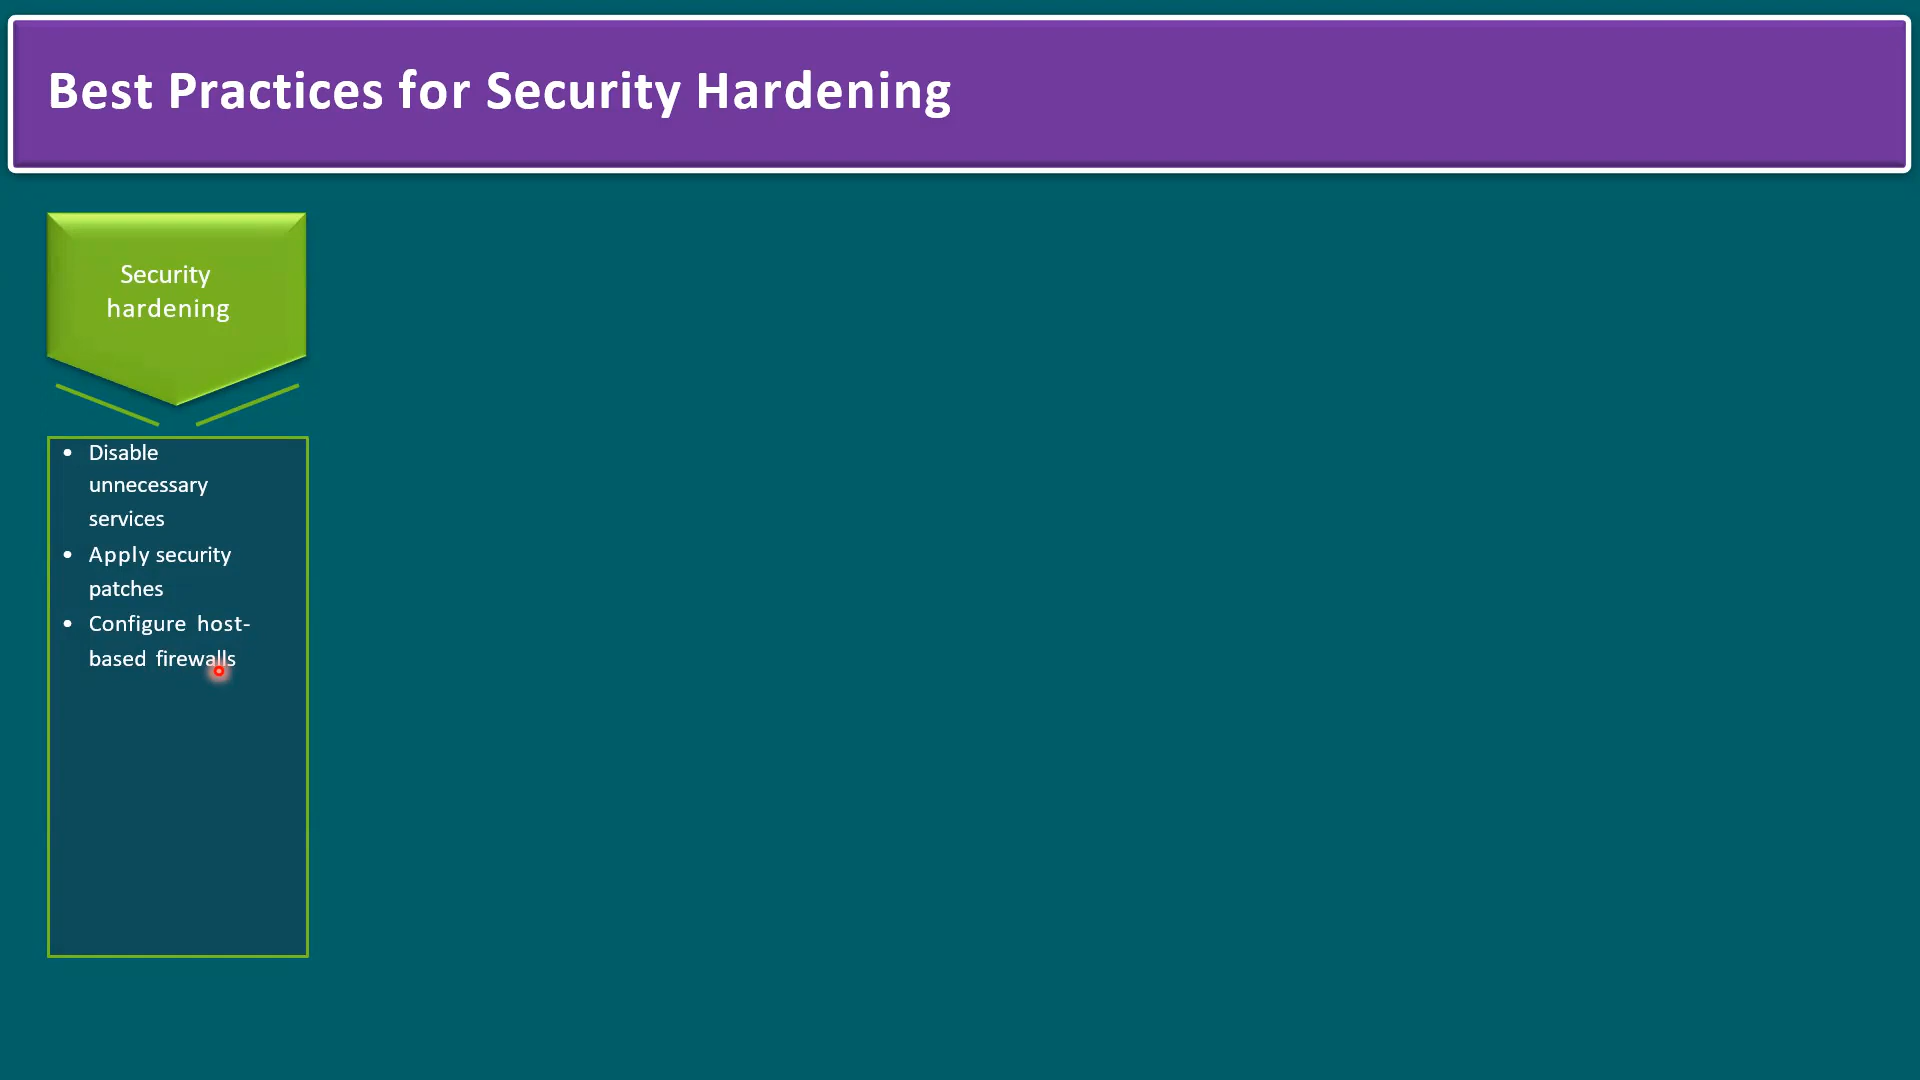 Best Practices for Security Hardening
Security
hardening
• Disable
unnecessary
services
• Apply security
patches
• Configure host-
based firewalls